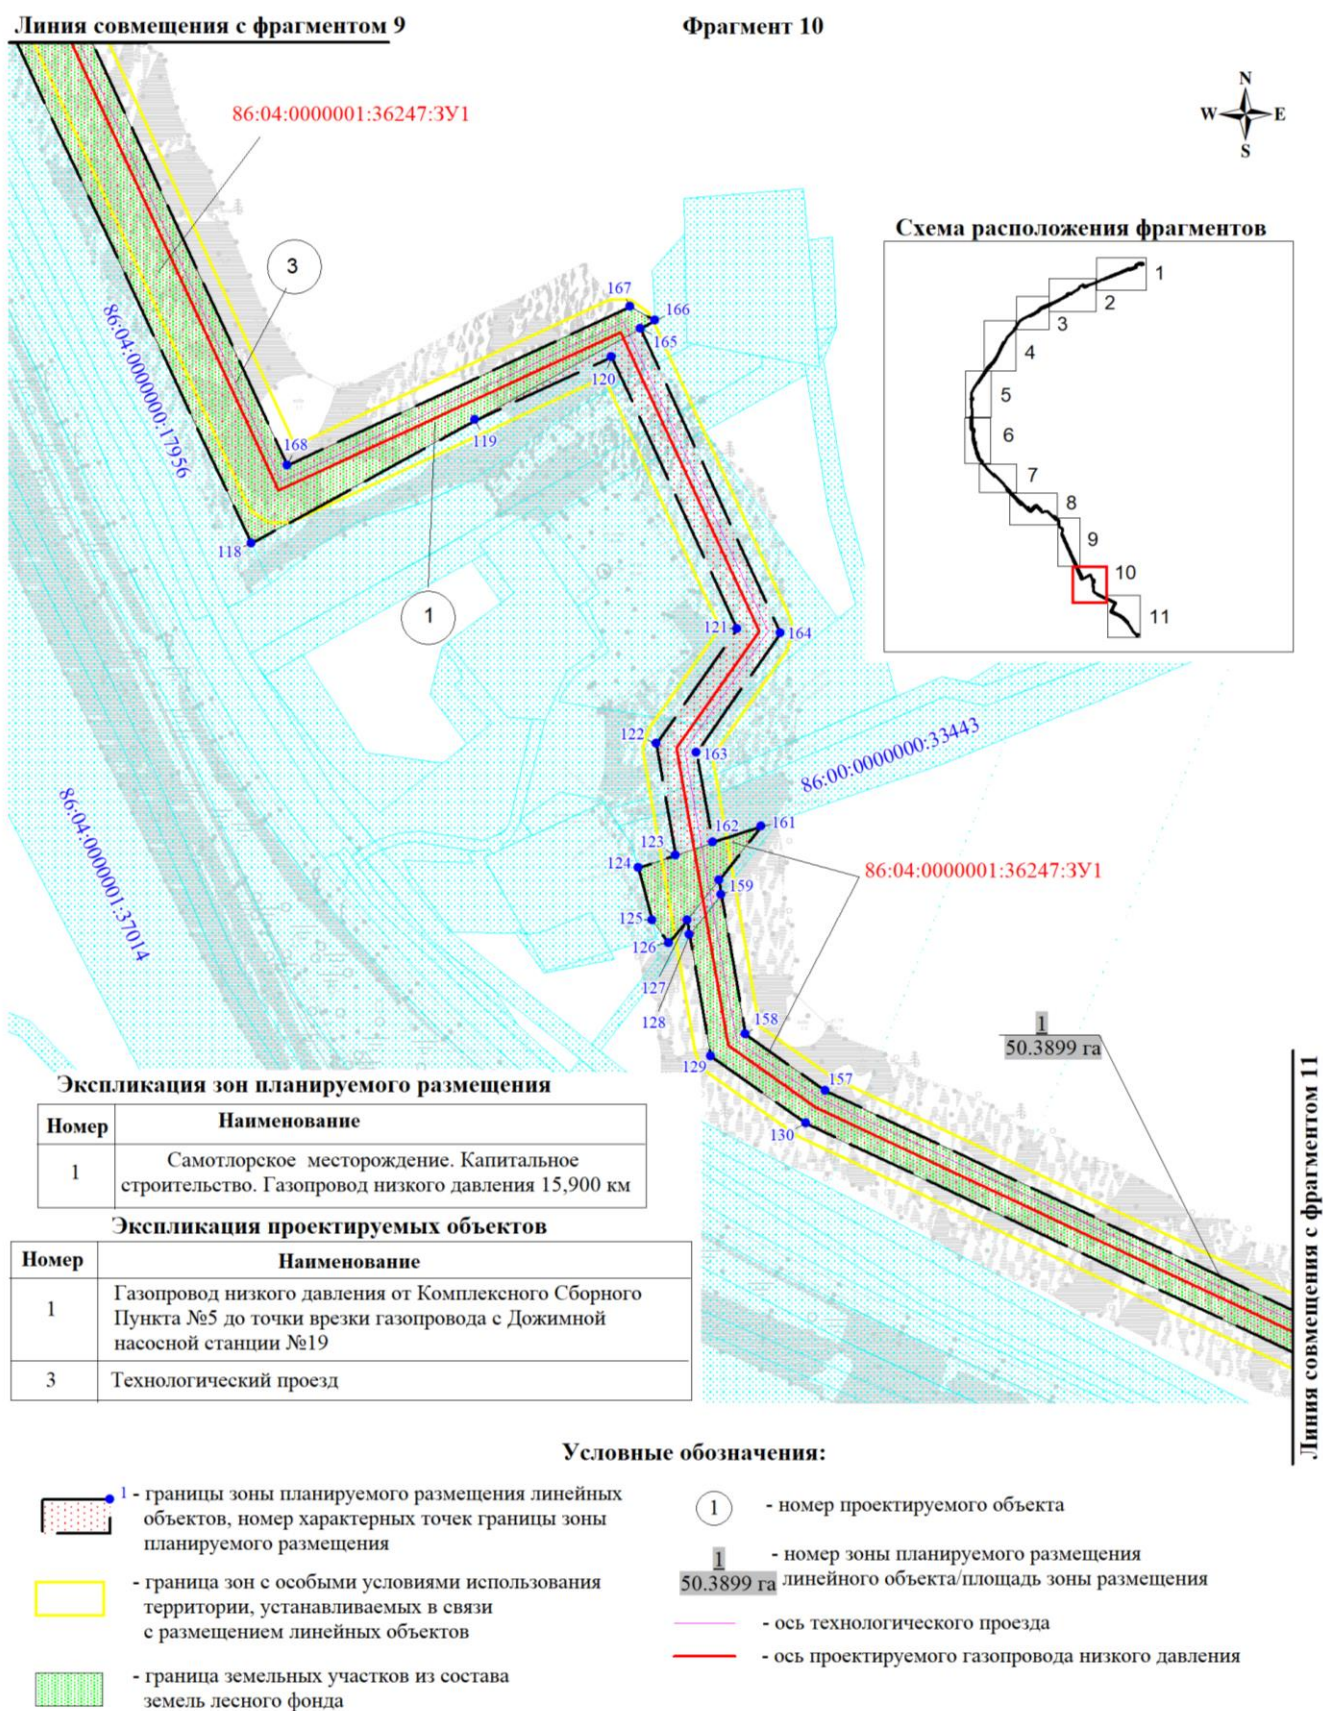 Линия совмещения с фрагментом 9
Фрагмент 10
N
W
E
S
86:04:0000001:36247:ЗУ1
3
Схема расположения фрагментов
1
2
3
4
5
6
7
8
9
10
11
167
166
165
120
119
168
118
86:04:0000000:17956
1
121
164
122
163
86:00:0000000:33443
86:04:0000001:37014
162
161
123
124
159
86:04:0000001:36247:ЗУ1
125
126
127
128
158
129
157
130
1
50.3899 га
Линия совмещения с фрагментом 11
Экспликация зон планируемого размещения
Номер Наименование
1 Самотлорское месторождение. Капитальное
строительство. Газопровод низкого давления 15,900 км
Экспликация проектируемых объектов
Номер Наименование
Газопровод низкого давления от Комплексного Сборного
1 Пункта №5 до точки врезки газопровода с Дожимной
насосной станции №19
3 Технологический проезд
Условные обозначения:
1 - границы зоны планируемого размещения линейных
объектов, номер характерных точек границы зоны
планируемого размещения
- граница зон с особыми условиями использования
территории, устанавливаемых в связи
с размещением линейных объектов
- граница земельных участков из состава
земель лесного фонда
1 - номер проектируемого объекта
1 - номер зоны планируемого размещения
50.3899 га линейного объекта/площадь зоны размещения
- ось технологического проезда
- ось проектируемого газопровода низкого давления